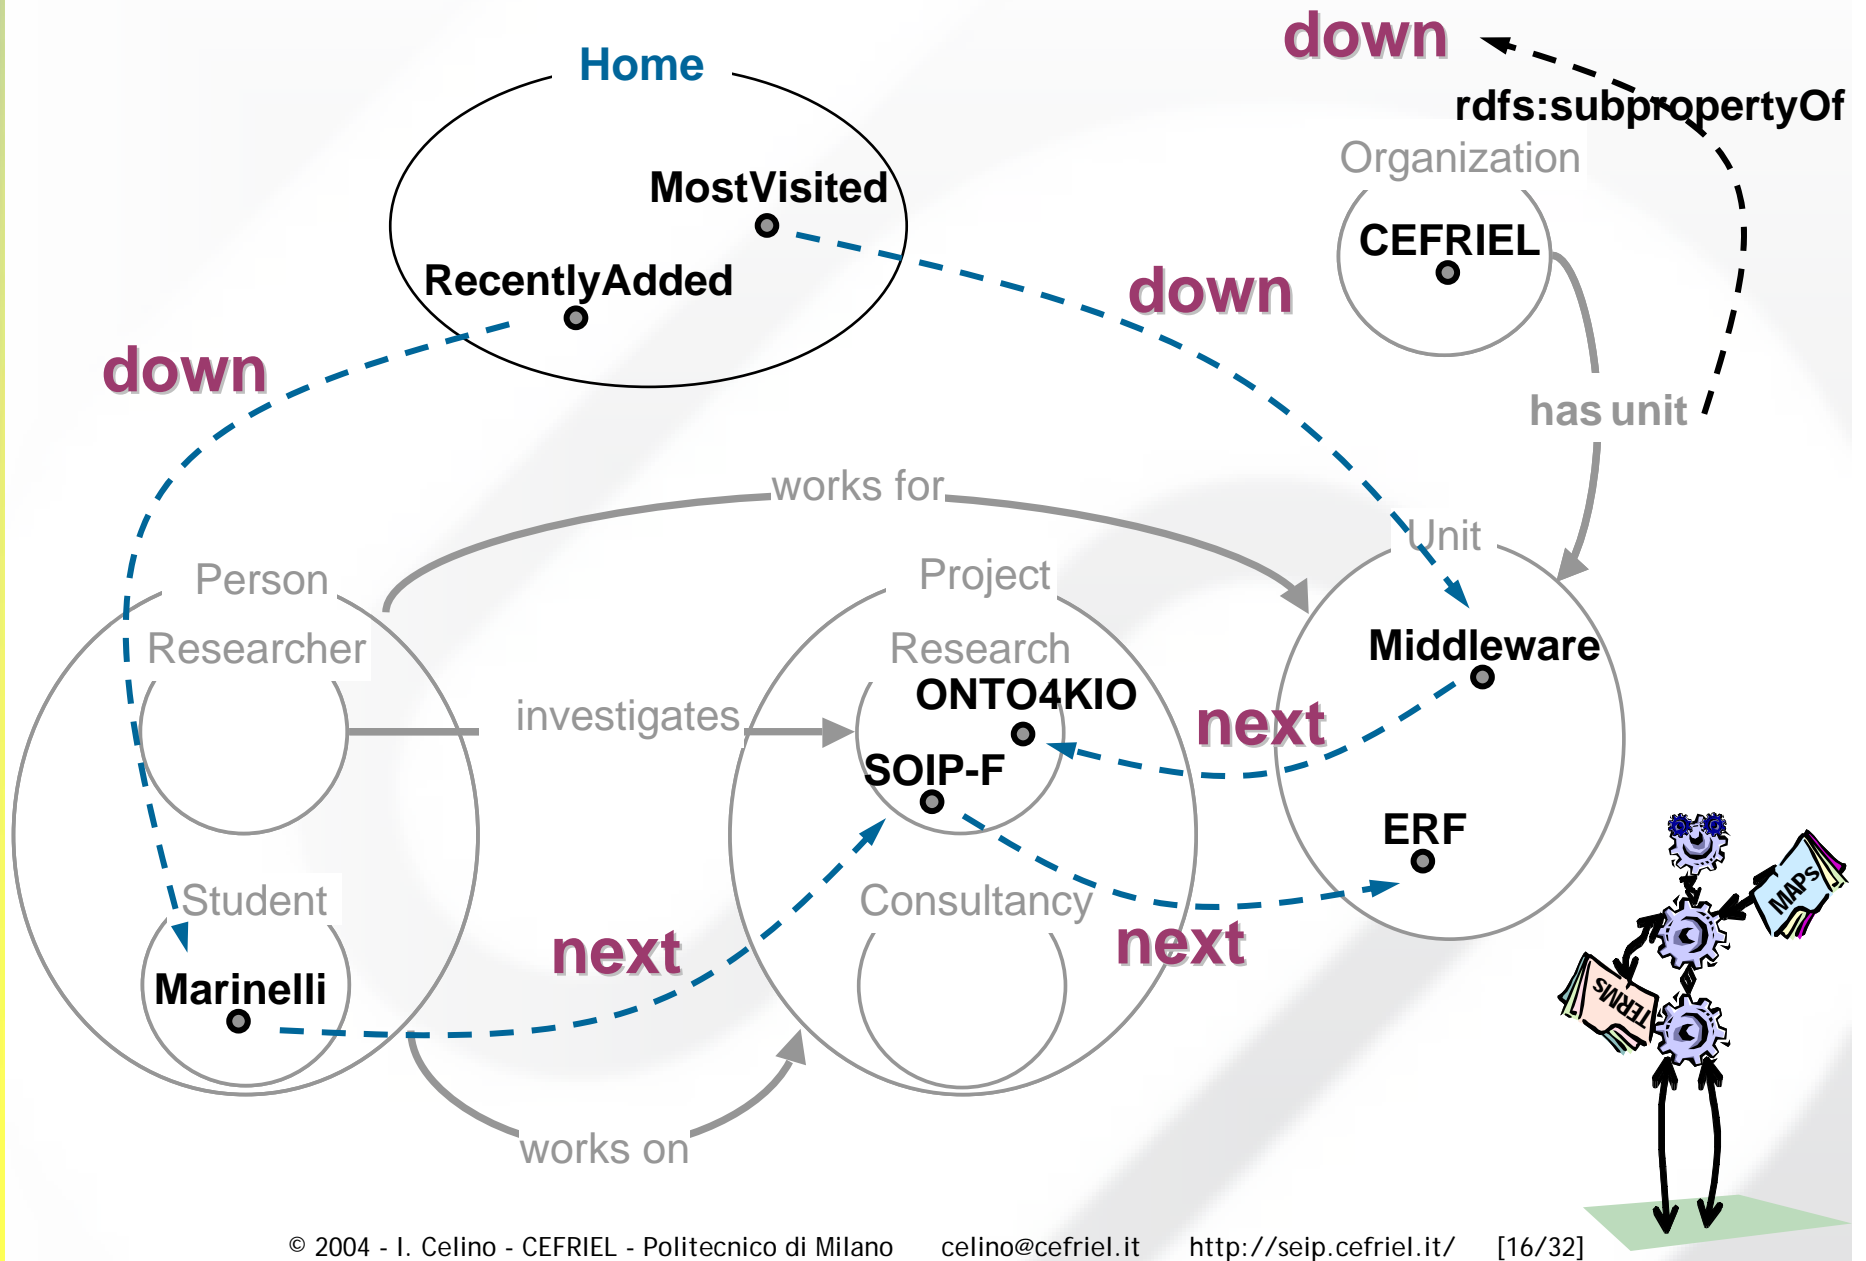 down
Home
rdfs:subpropertyOf
Organization
MostVisited
CEFRIEL
RecentlyAdded
down
down
has unit
works for
Unit
Person
Project
Researcher
Research
Middleware
ONTO4KIO
investigates
next
SOIP-F
ERF
MAPs
Student
Consultancy
next
next
Marinelli
TERMs
works on
© 2004 - I. Celino - CEFRIEL - Politecnico di Milano celino@cefriel.it http://seip.cefriel.it/ [16/32]